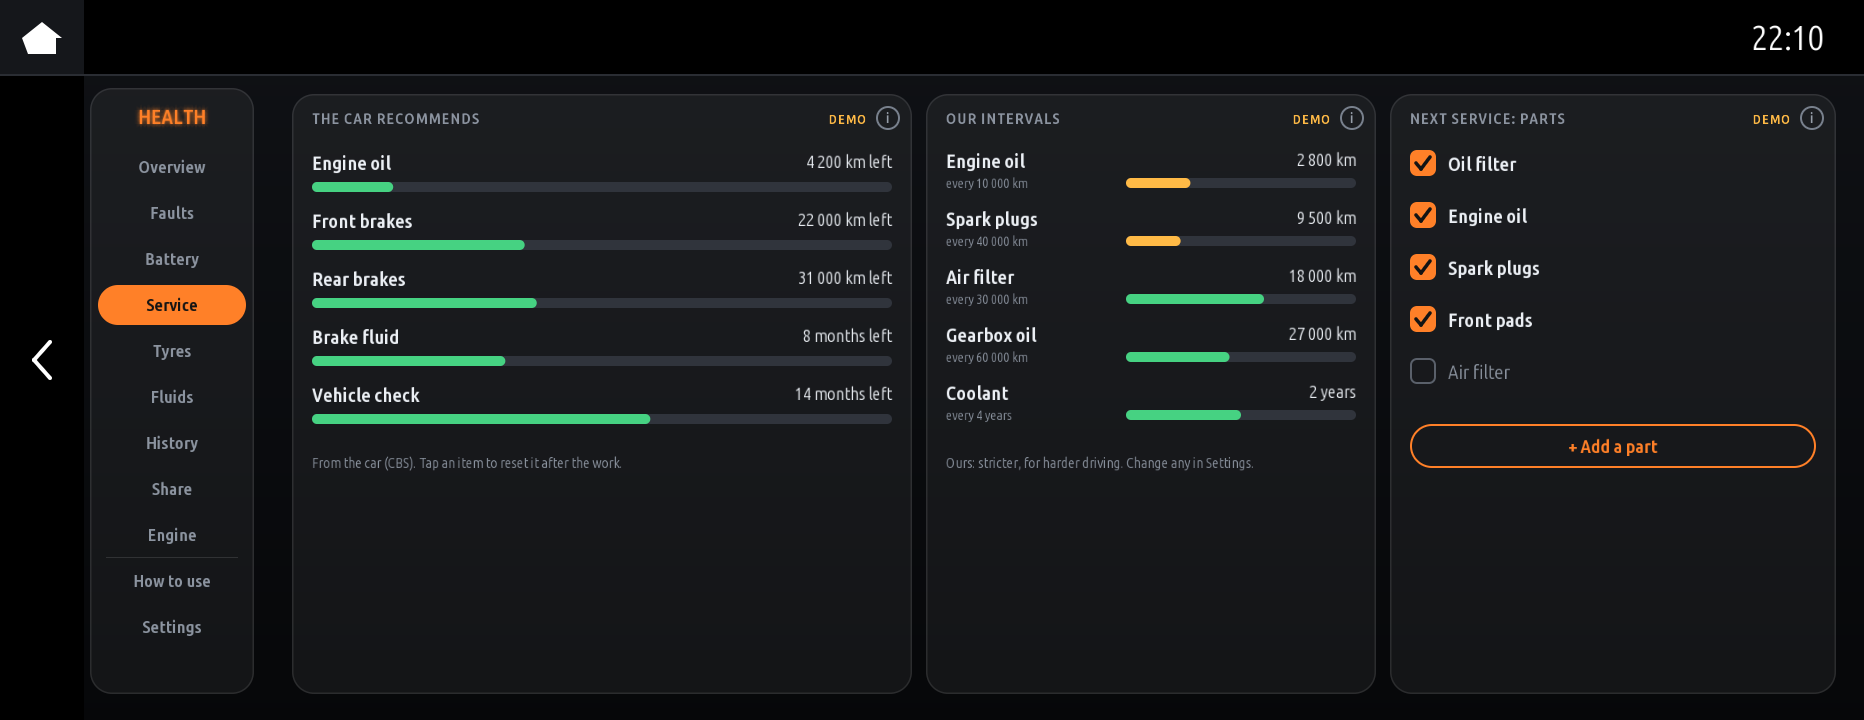 22:10
HEALTH
Overview
Faults
Battery
Service
Tyres
Fluids
History
Share
Engine
How to use
Settings
THE CAR RECOMMENDS
DEMO
i
Engine oil
4 200 km left
Front brakes
22 000 km left
Rear brakes
31 000 km left
Brake fluid
8 months left
Vehicle check
14 months left
From the car (CBS). Tap an item to reset it after the work.
OUR INTERVALS
DEMO
i
Engine oil
2 800 km
every 10 000 km
Spark plugs
9 500 km
every 40 000 km
Air filter
18 000 km
every 30 000 km
Gearbox oil
27 000 km
every 60 000 km
Coolant
2 years
every 4 years
Ours: stricter, for harder driving. Change any in Settings.
NEXT SERVICE: PARTS
DEMO
i
Oil filter
Engine oil
Spark plugs
Front pads
Air filter
+ Add a part